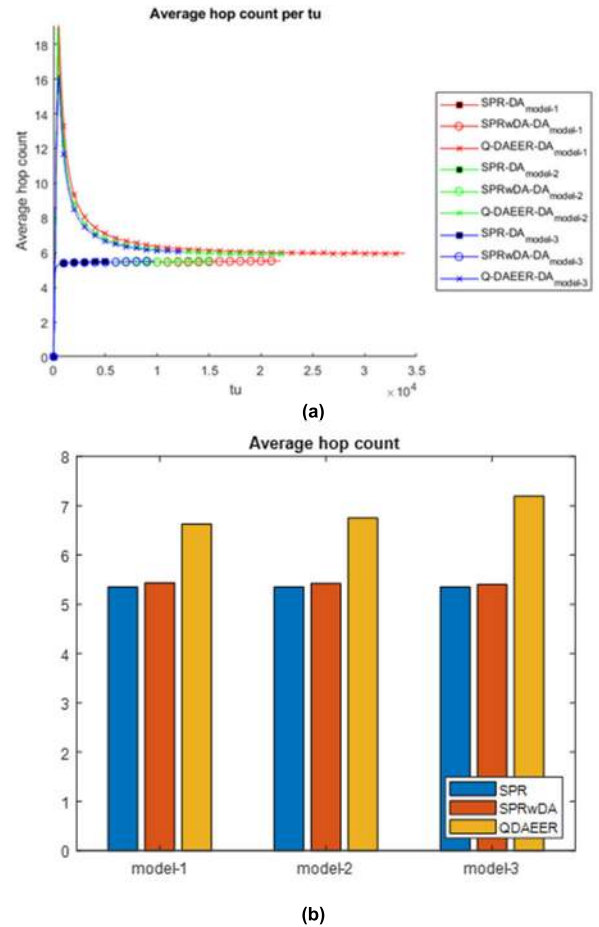 Average hop count per tu
Average hop count
18
16
14
12
10
8
6
4
2
0
0 0.5 1 1.5 2 2.5 3 3.5
×10⁴
tu
SPR-DA model-1
SPRwDA-DA model-1
Q-DAEER-DA model-1
SPR-DA model-2
SPRwDA-DA model-2
Q-DAEER-DA model-2
SPR-DA model-3
SPRwDA-DA model-3
Q-DAEER-DA model-3
(a)
Average hop count
8
7
6
5
4
3
2
1
0
model-1 model-2 model-3
SPR
SPRwDA
QDAEER
(b)